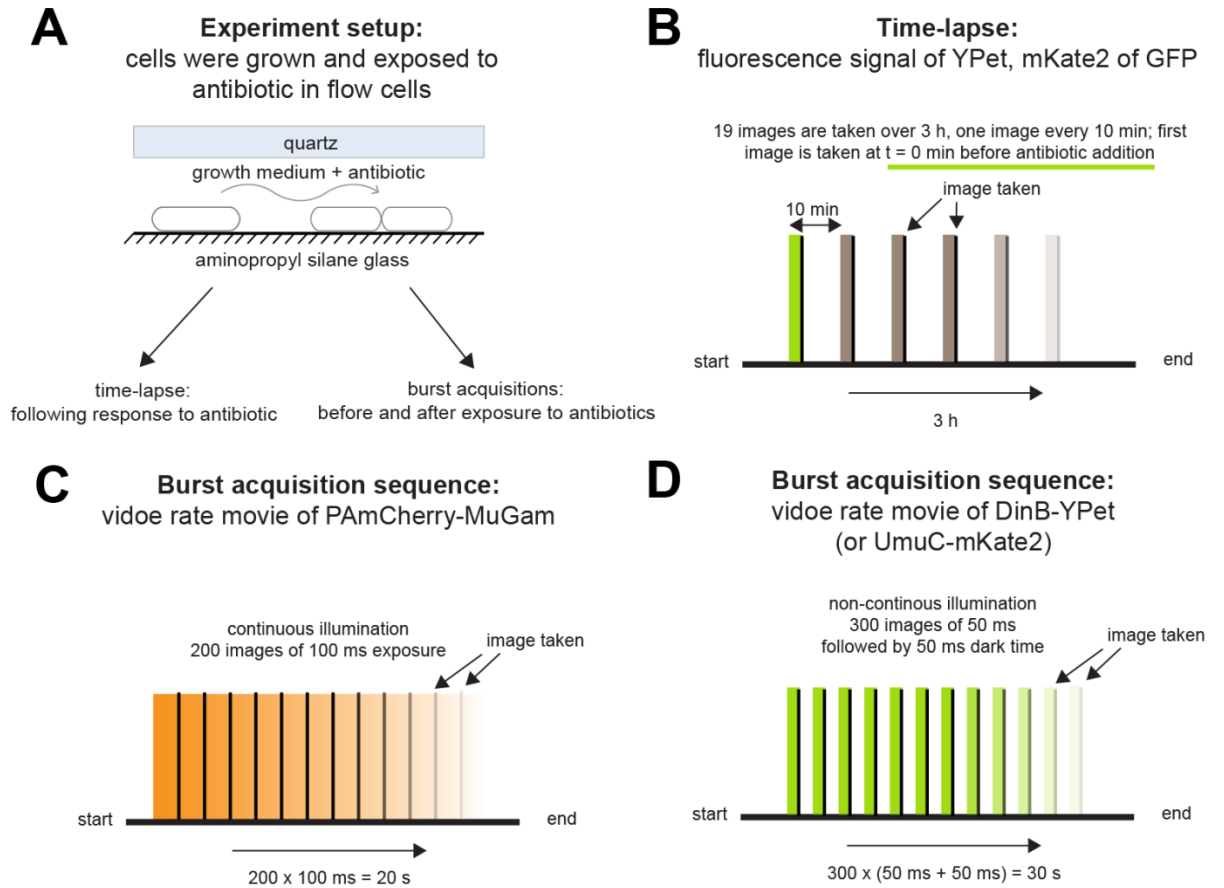 A
Experiment setup:
cells were grown and exposed to
antibiotic in flow cells
quartz
growth medium + antibiotic
aminopropyl silane glass
time-lapse:
following response to antibiotic
burst acquisitions:
before and after exposure to antibiotics
B
Time-lapse:
fluorescence signal of YPet, mKate2 of GFP
19 images are taken over 3 h, one image every 10 min; first
image is taken at t = 0 min before antibiotic addition
image taken
10 min
start
end
3 h
C
Burst acquisition sequence:
vidoe rate movie of PAmCherry-MuGam
continuous illumination
200 images of 100 ms exposure
image taken
start
end
200 x 100 ms = 20 s
D
Burst acquisition sequence:
vidoe rate movie of DinB-YPet
(or UmuC-mKate2)
non-continous illumination
300 images of 50 ms
followed by 50 ms dark time
image taken
start
end
300 x (50 ms + 50 ms) = 30 s